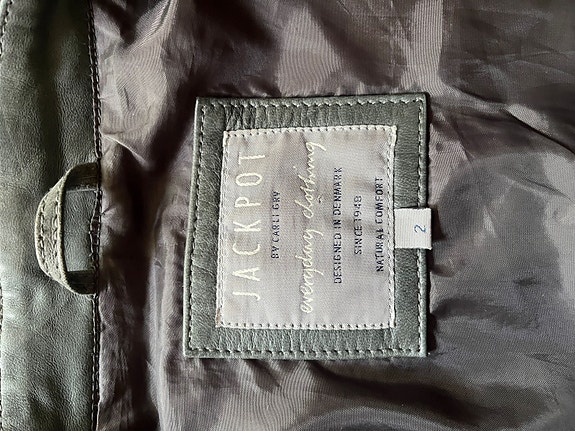 JACKPOT
BY CARLI GRY
everyday clothing
DESIGNED IN DENMARK
SINCE 1948
NATURAL COMFORT
2